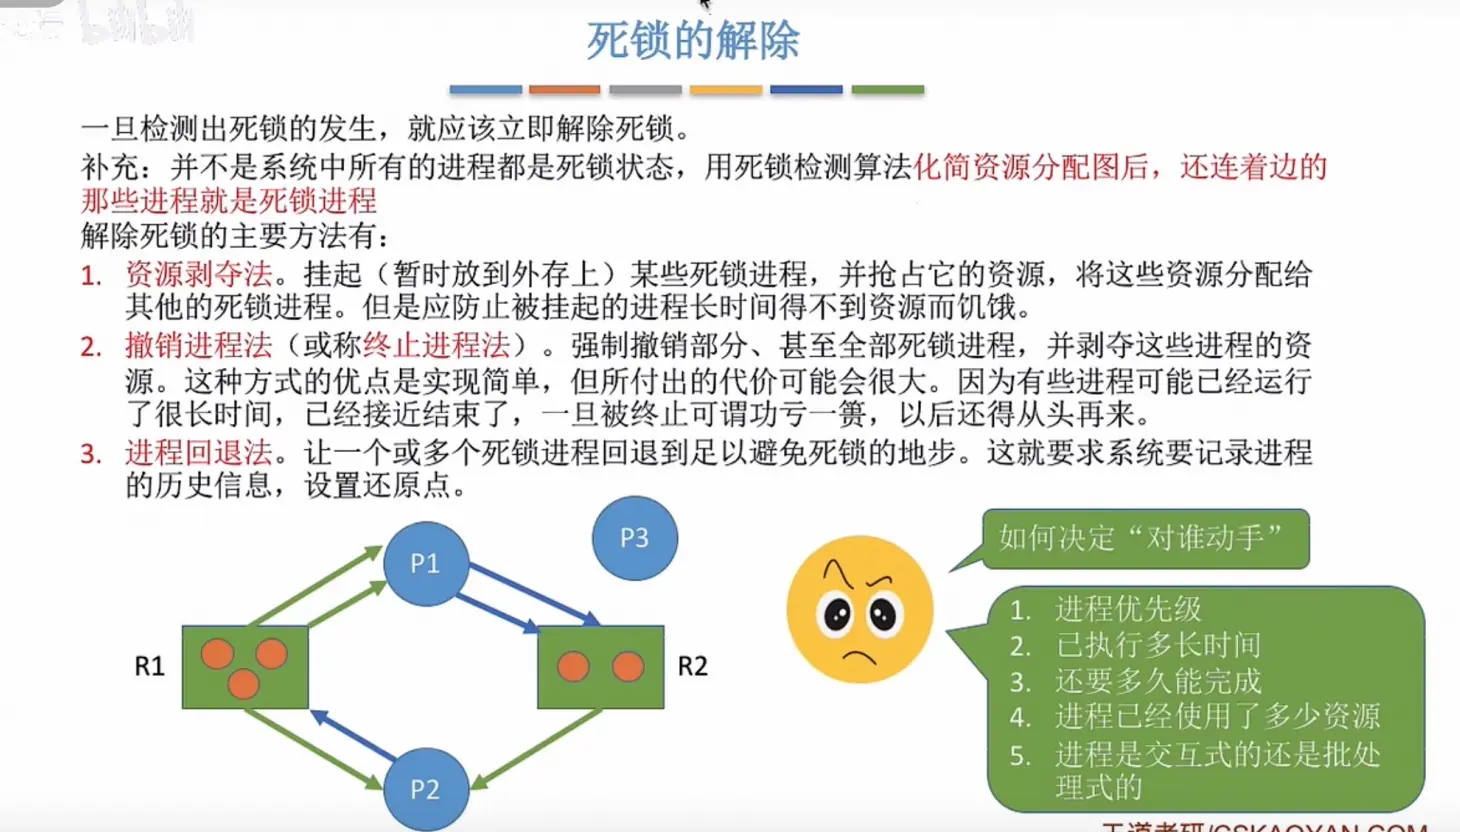 bilibili
死锁的解除
一旦检测出死锁的发生，就应该立即解除死锁。
补充：并不是系统中所有的进程都是死锁状态，用死锁检测算法化简资源分配图后，还连着边的
那些进程就是死锁进程
解除死锁的主要方法有：
1. 资源剥夺法。挂起（暂时放到外存上）某些死锁进程，并抢占它的资源，将这些资源分配给
其他的死锁进程。但是应防止被挂起的进程长时间得不到资源而饥饿。
2. 撤销进程法（或称终止进程法）。强制撤销部分、甚至全部死锁进程，并剥夺这些进程的资
源。这种方式的优点是实现简单，但所付出的代价可能会很大。因为有些进程可能已经运行
了很长时间，已经接近结束了，一旦被终止可谓功亏一篑，以后还得从头再来。
3. 进程回退法。让一个或多个死锁进程回退到足以避免死锁的地步。这就要求系统要记录进程
的历史信息，设置还原点。
P1
P3
R1
R2
P2
如何决定“对谁动手”
1. 进程优先级
2. 已执行多长时间
3. 还要多久能完成
4. 进程已经使用了多少资源
5. 进程是交互式的还是批处
理式的
王道考研/CSKAOYAN.COM